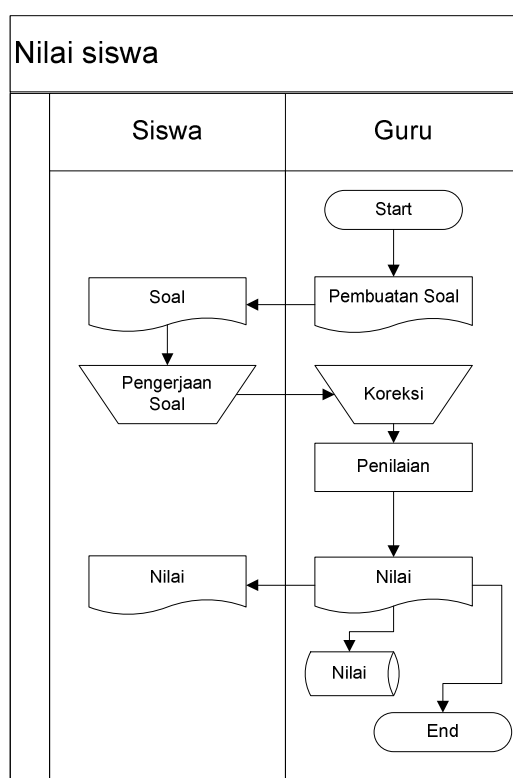 Nilai siswa
Siswa
Guru
Start
Soal
Pembuatan Soal
Pengerjaan
Soal
Koreksi
Penilaian
Nilai
Nilai
Nilai
End